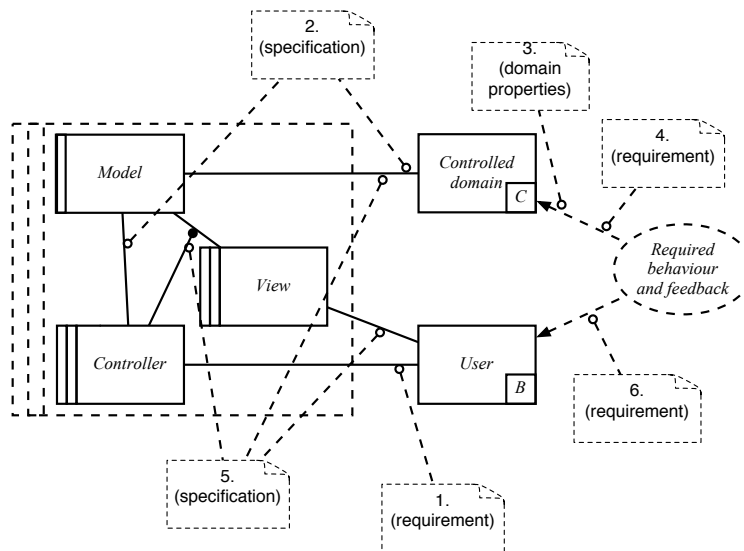 2.
(specification)
3.
(domain
properties)
4.
(requirement)
Model
Controlled
domain
C
Required
behaviour
and feedback
View
Controller
User
B
6.
(requirement)
5.
(specification)
1.
(requirement)